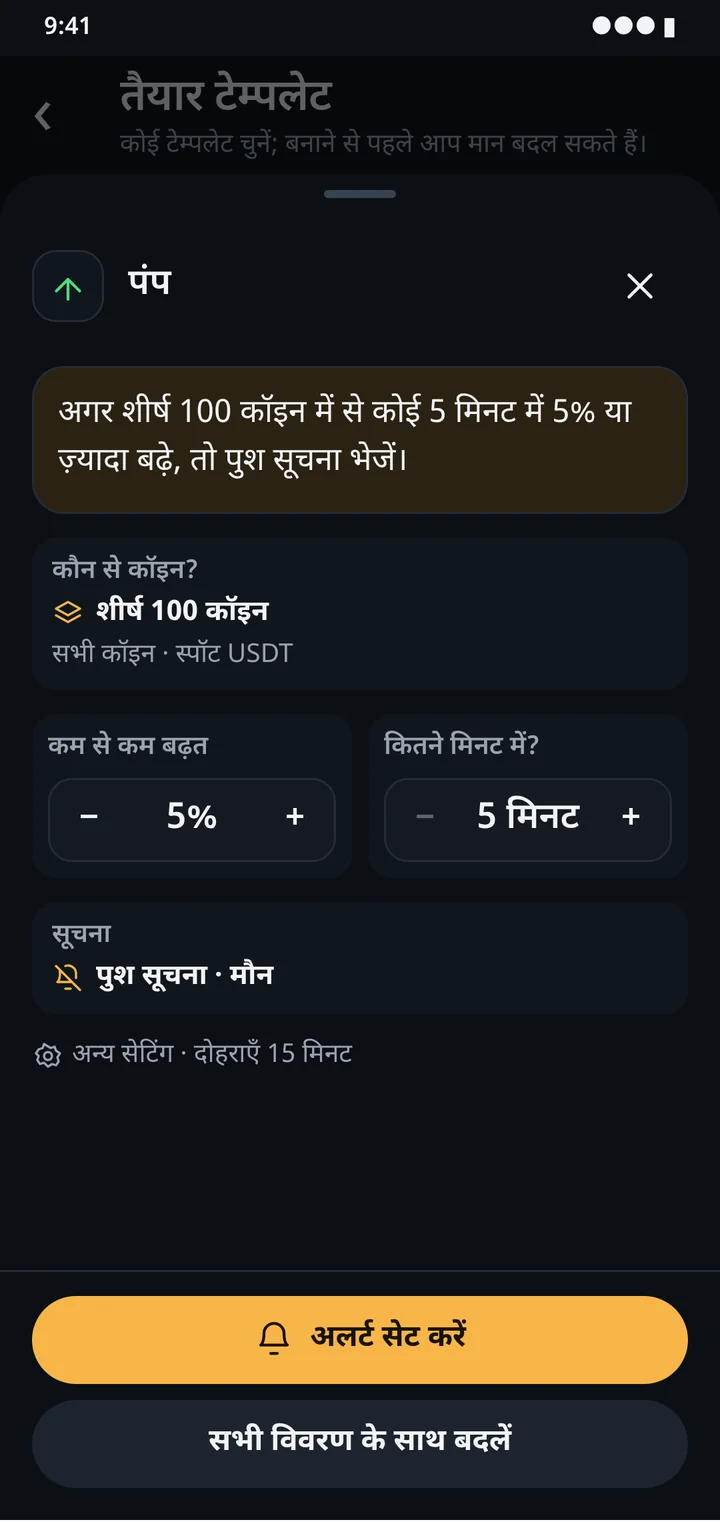 9:41
तैयार टेम्पलेट
कोई टेम्पलेट चुनें; बनाने से पहले आप मान बदल सकते हैं।
पंप
अगर शीर्ष 100 कॉइन में से कोई 5 मिनट में 5% या
ज़्यादा बढ़े, तो पुश सूचना भेजें।
कौन से कॉइन?
शीर्ष 100 कॉइन
सभी कॉइन · स्पॉट USDT
कम से कम बढ़त
कितने मिनट में?
− 5% +
− 5 मिनट +
सूचना
पुश सूचना · मौन
अन्य सेटिंग · दोहराएँ 15 मिनट
अलर्ट सेट करें
सभी विवरण के साथ बदलें